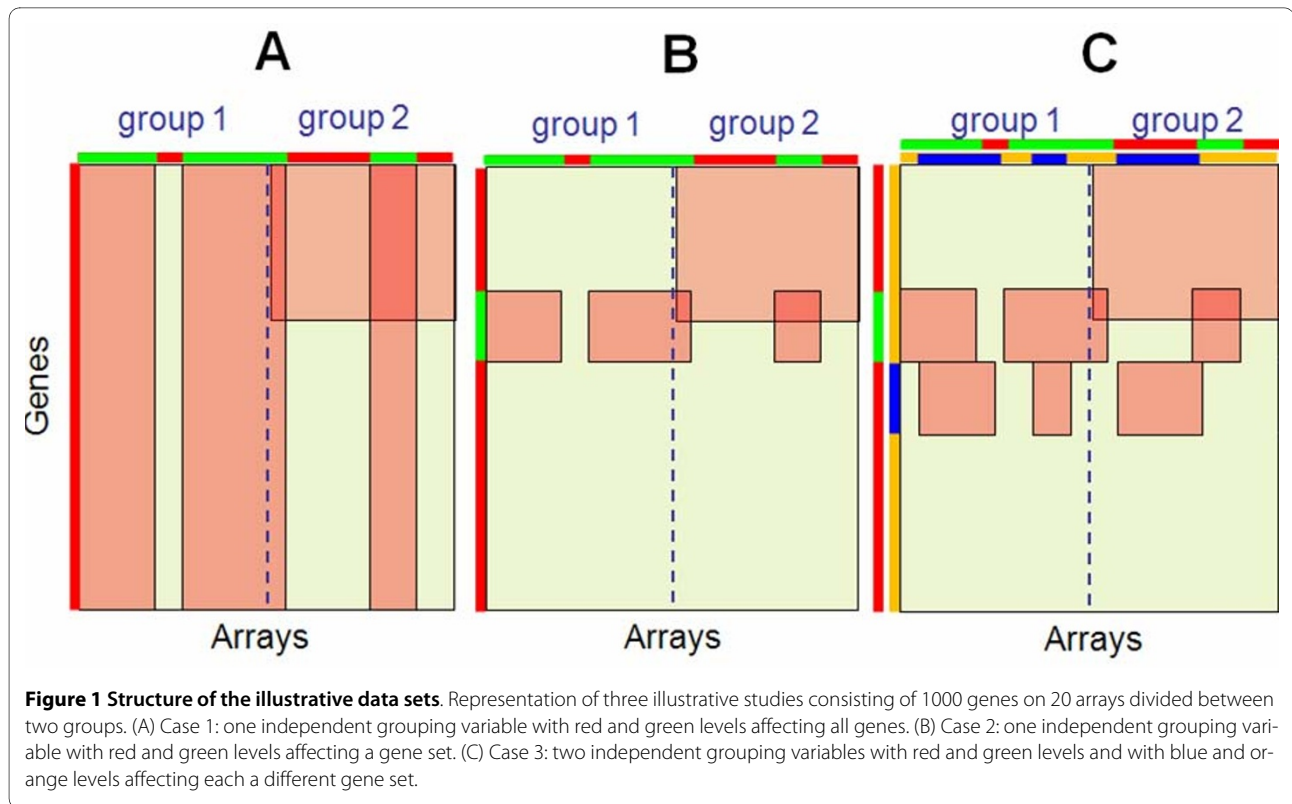 A
B
C
group 1
group 2
group 1
group 2
group 1
group 2
Genes
Arrays
Arrays
Arrays
Figure 1 Structure of the illustrative data sets. Representation of three illustrative studies consisting of 1000 genes on 20 arrays divided between
two groups. (A) Case 1: one independent grouping variable with red and green levels affecting all genes. (B) Case 2: one independent grouping vari-
able with red and green levels affecting a gene set. (C) Case 3: two independent grouping variables with red and green levels and with blue and or-
ange levels affecting each a different gene set.